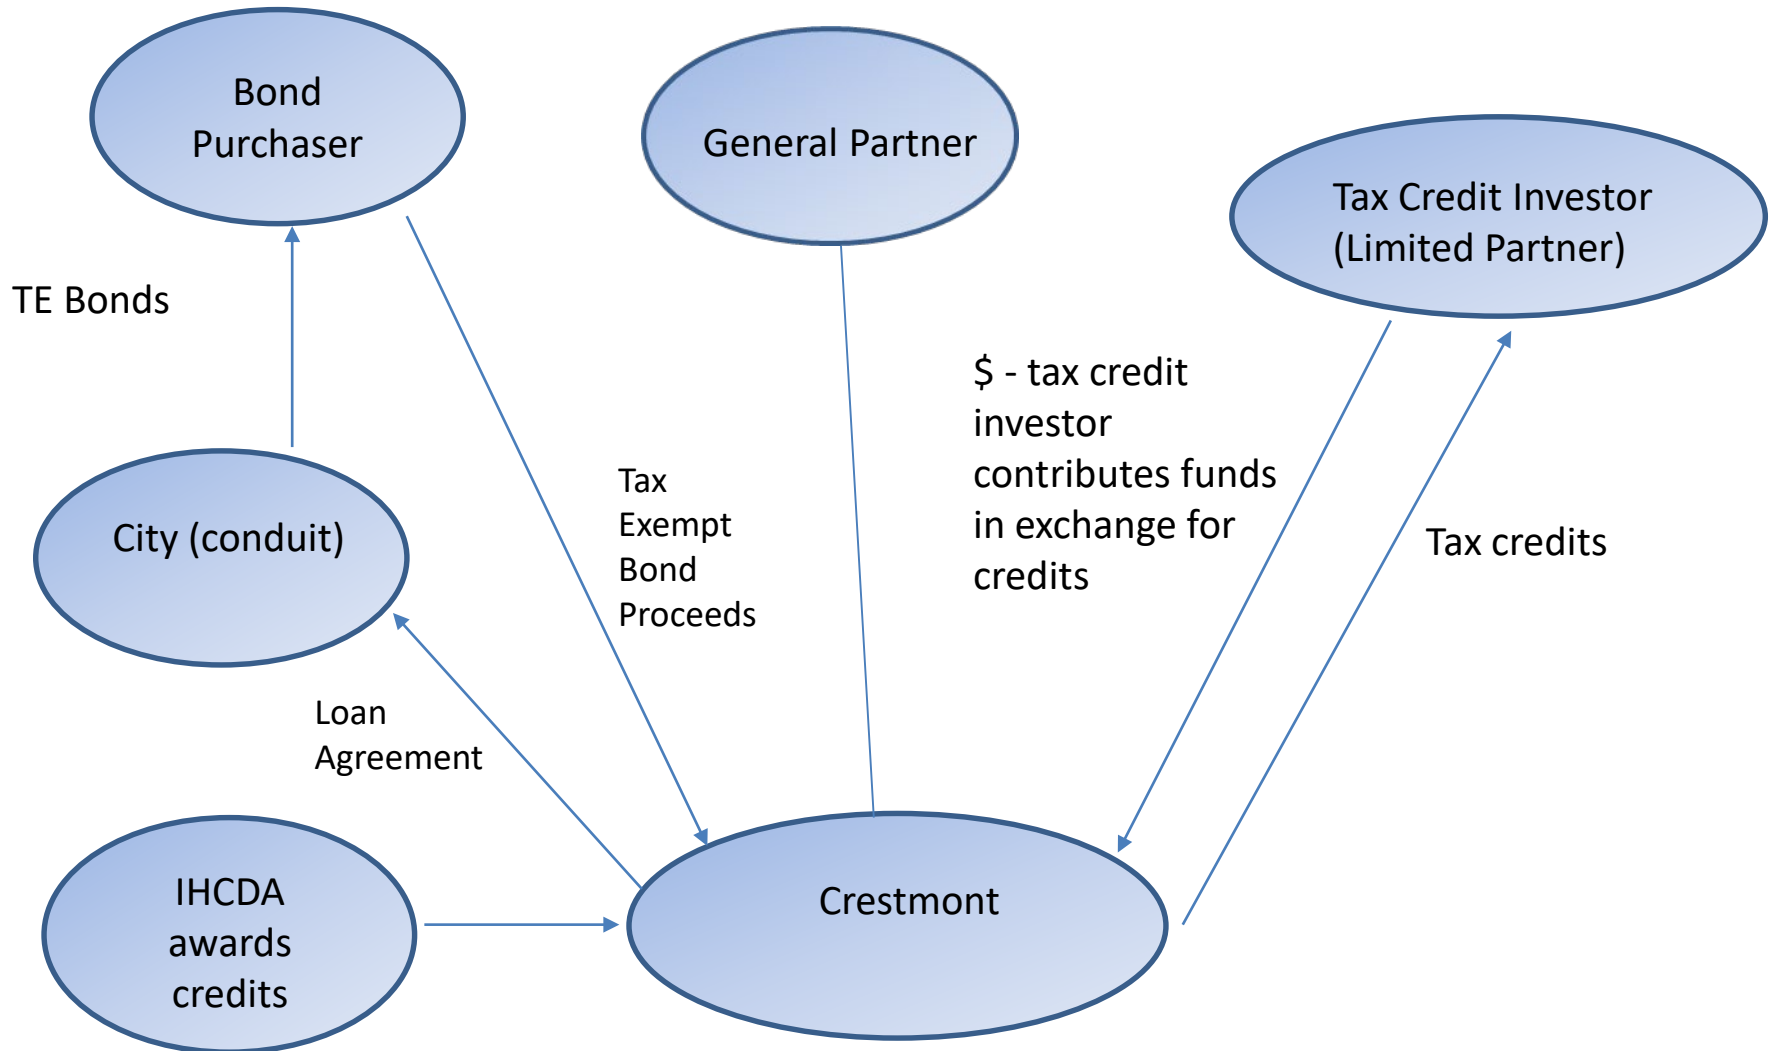 Bond
Purchaser
General Partner
Tax Credit Investor
(Limited Partner)
TE Bonds
$ - tax credit
investor
contributes funds
in exchange for
credits
Tax
Exempt
Bond
Proceeds
City (conduit)
Tax credits
Loan
Agreement
IHCDA
awards
credits
Crestmont